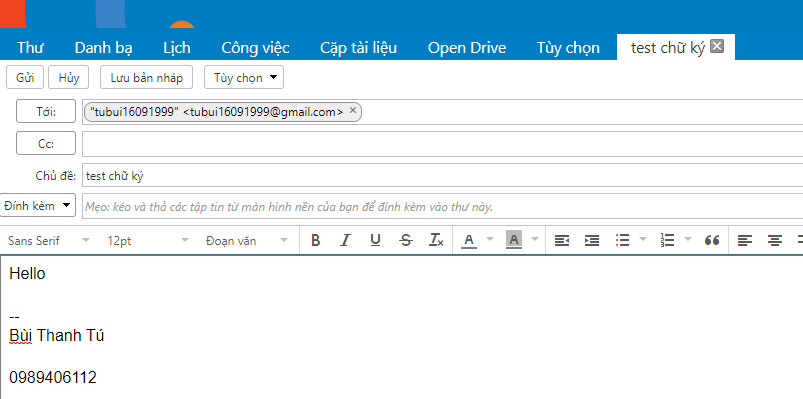 Thư Danh bạ Lịch Công việc Cặp tài liệu Open Drive Tùy chọn test chữ ký
Gửi Hủy Lưu bản nháp Tùy chọn
Tới: "tubui16091999" <tubui16091999@gmail.com>
Cc:
Chủ đề: test chữ ký
Đính kèm Mẹo: kéo và thả các tập tin từ màn hình nền của bạn để đính kèm vào thư này.
Sans Serif 12pt Đoạn văn B I U S Tx A A
Hello
--
Bùi Thanh Tú
0989406112